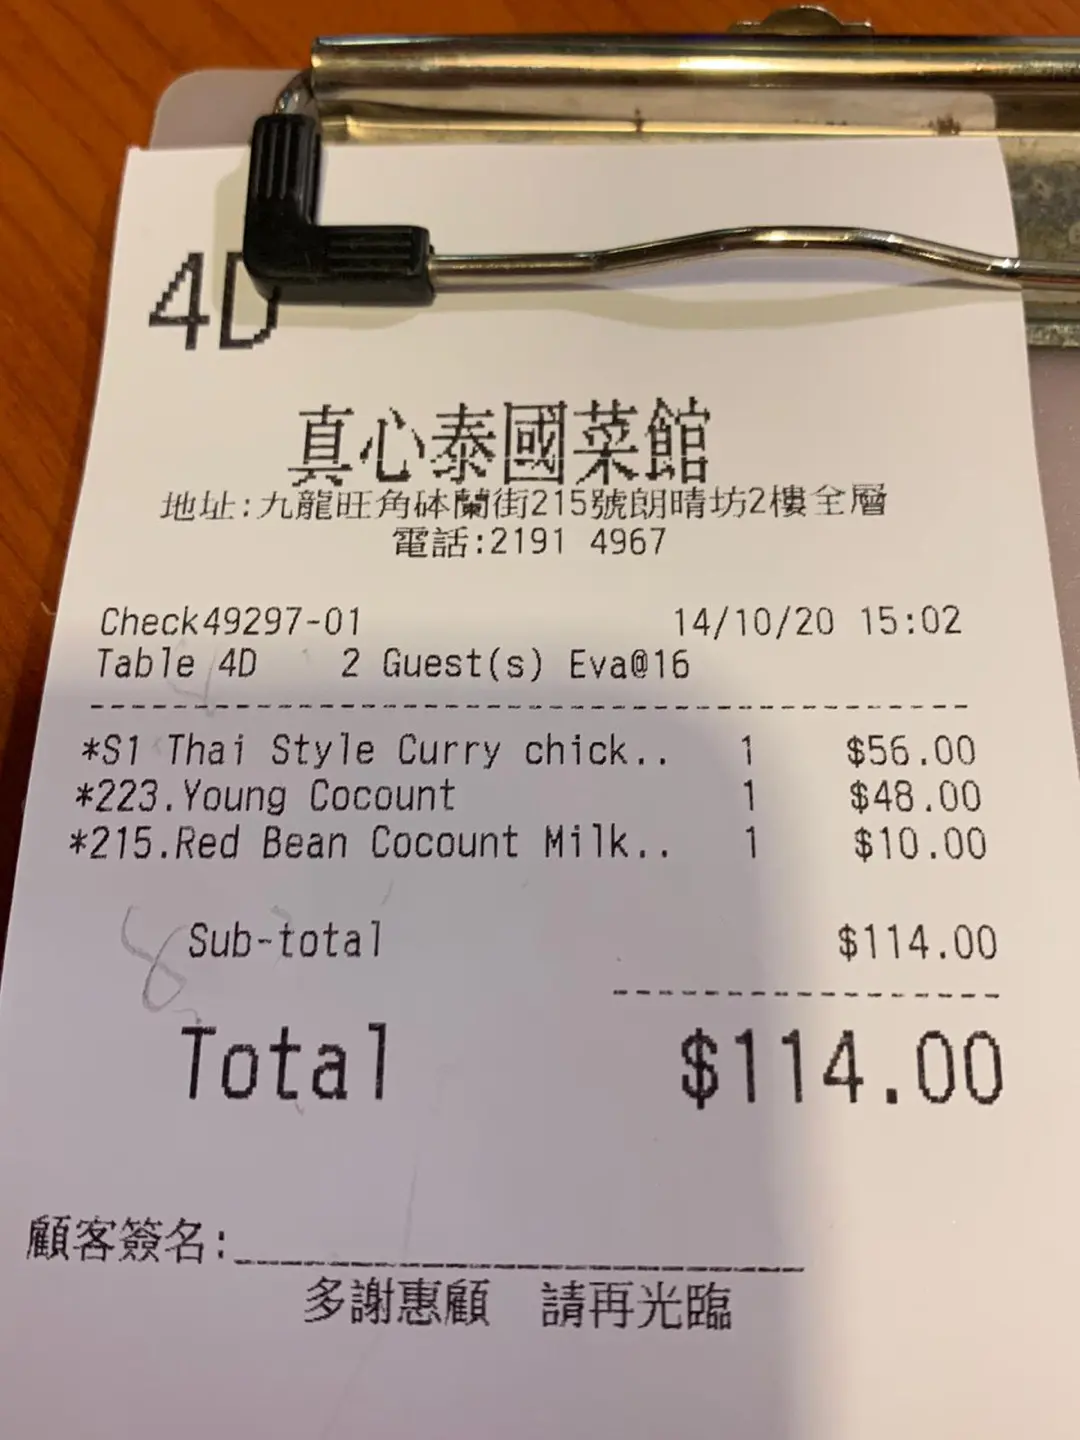 4D
真心泰國菜館
地址:九龍旺角砵蘭街215號朗晴坊2樓全層
電話:2191 4967
Check49297-01 14/10/20 15:02
Table 4D 2 Guest(s) Eva@16
*S1 Thai Style Curry chick.. 1 $56.00
*223.Young Cocount 1 $48.00
*215.Red Bean Cocount Milk.. 1 $10.00
Sub-total $114.00
Total $114.00
顧客簽名:
多謝惠顧 請再光臨